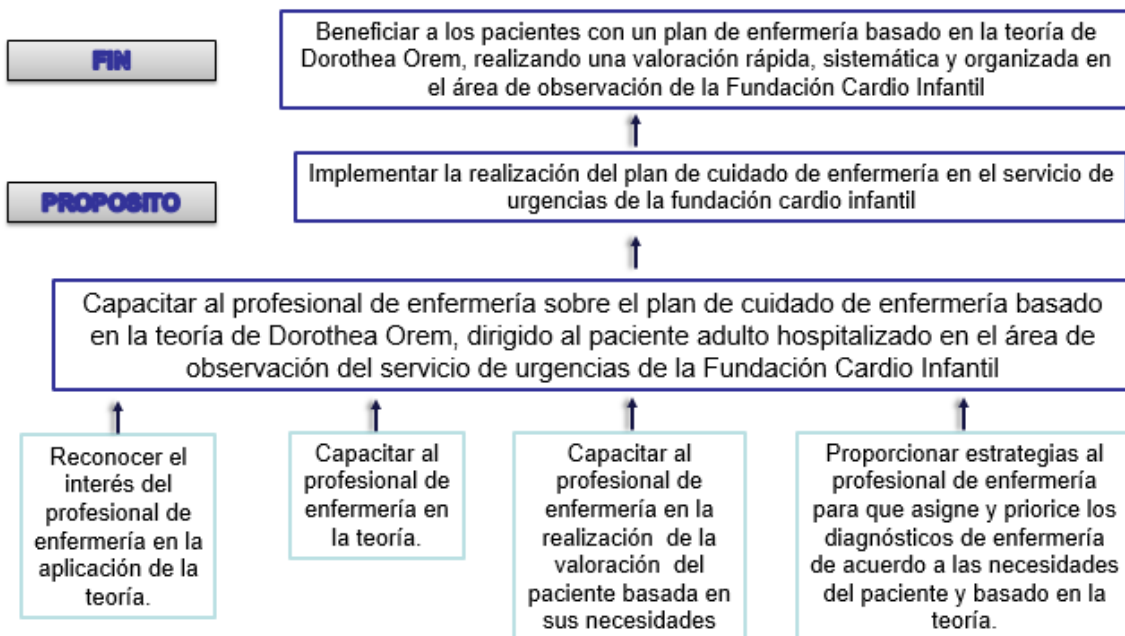 FIN
Beneficiar a los pacientes con un plan de enfermería basado en la teoría de
Dorothea Orem, realizando una valoración rápida, sistemática y organizada en
el área de observación de la Fundación Cardio Infantil
PROPOSITO
Implementar la realización del plan de cuidado de enfermería en el servicio de
urgencias de la fundación cardio infantil
Capacitar al profesional de enfermería sobre el plan de cuidado de enfermería basado
en la teoría de Dorothea Orem, dirigido al paciente adulto hospitalizado en el área de
observación del servicio de urgencias de la Fundación Cardio Infantil
Reconocer el
interés del
profesional de
enfermería en la
aplicación de la
teoría.
Capacitar al
profesional de
enfermería en
la teoría.
Capacitar al
profesional de
enfermería en la
realización de la
valoración del
paciente basada en
sus necesidades
Proporcionar estrategias al
profesional de enfermería
para que asigne y priorice los
diagnósticos de enfermería
de acuerdo a las necesidades
del paciente y basado en la
teoría.